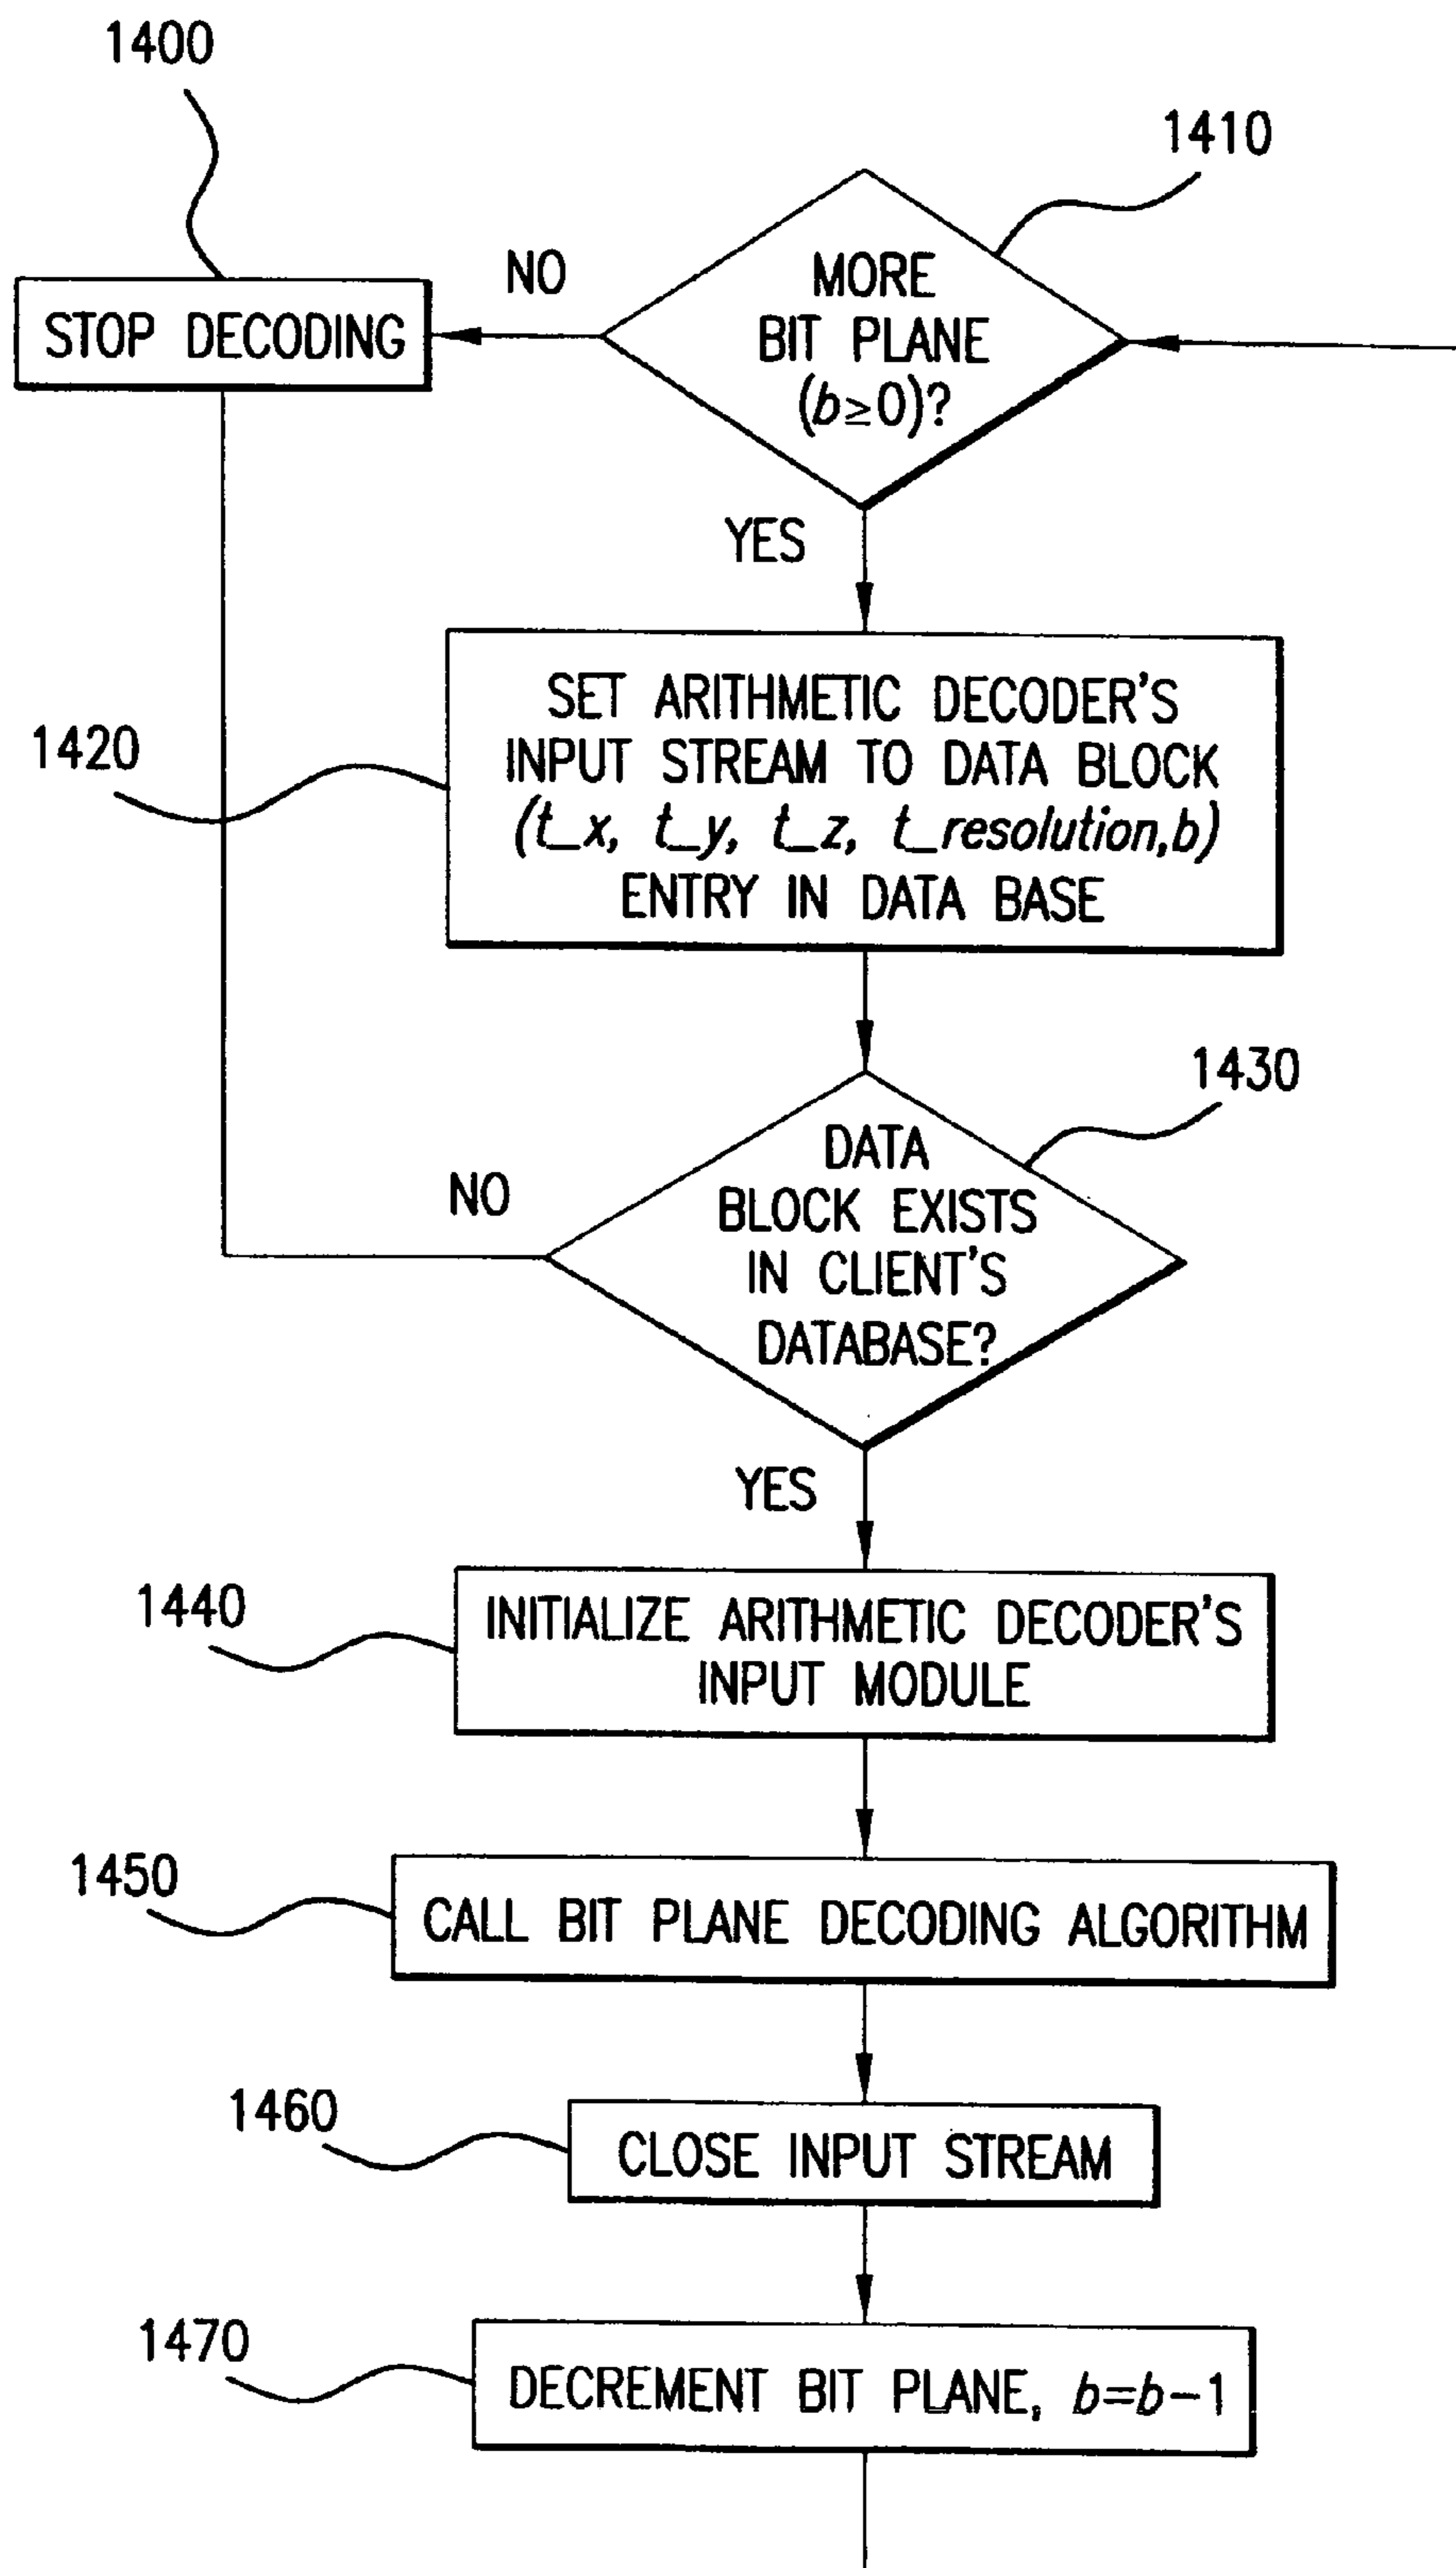 1400
1410
NO
MORE
BIT PLANE
(b≥0)?
STOP DECODING
YES
1420
SET ARITHMETIC DECODER'S
INPUT STREAM TO DATA BLOCK
(t_x, t_y, t_z, t_resolution,b)
ENTRY IN DATA BASE
1430
NO
DATA
BLOCK EXISTS
IN CLIENT'S
DATABASE?
YES
1440
INITIALIZE ARITHMETIC DECODER'S
INPUT MODULE
1450
CALL BIT PLANE DECODING ALGORITHM
1460
CLOSE INPUT STREAM
1470
DECREMENT BIT PLANE, b=b-1